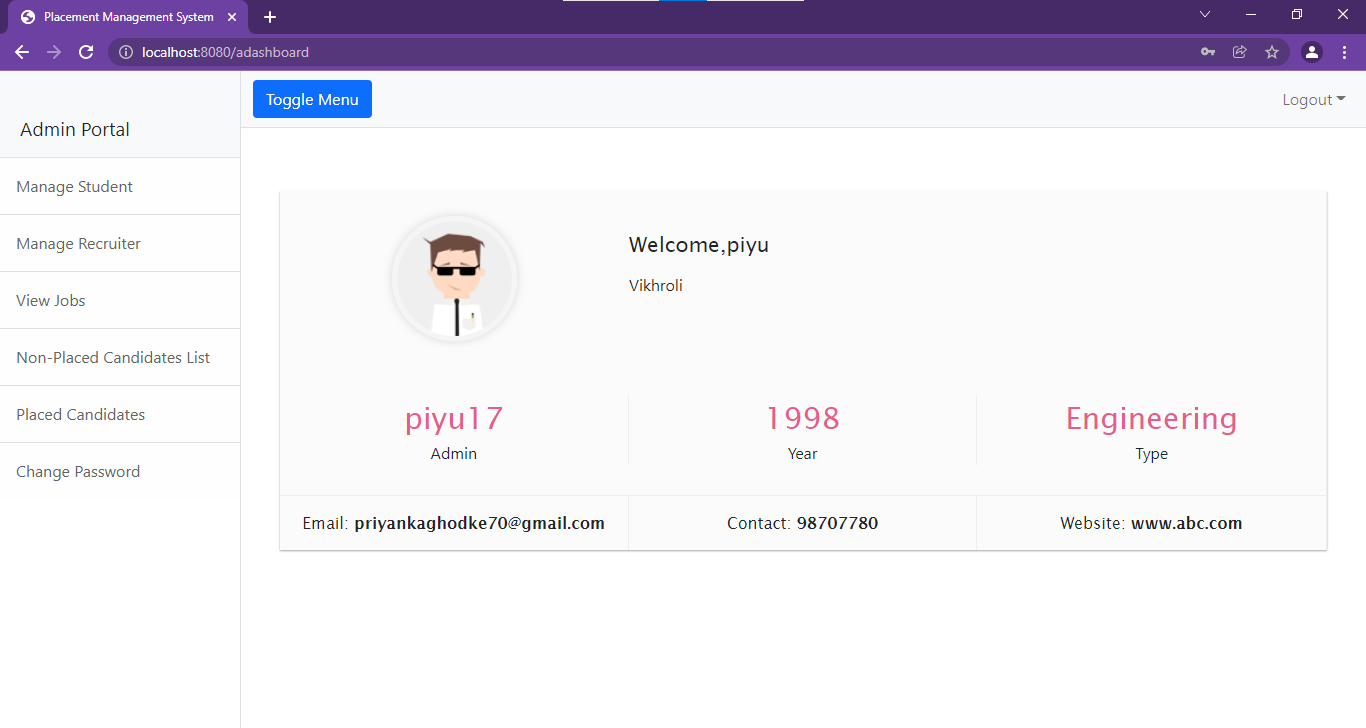 Placement Management System
localhost:8080/adashboard
Toggle Menu
Logout
Admin Portal
Manage Student
Manage Recruiter
View Jobs
Non-Placed Candidates List
Placed Candidates
Change Password
Welcome,piyu
Vikhroli
piyu17
Admin
1998
Year
Engineering
Type
Email: priyankaghodke70@gmail.com
Contact: 98707780
Website: www.abc.com